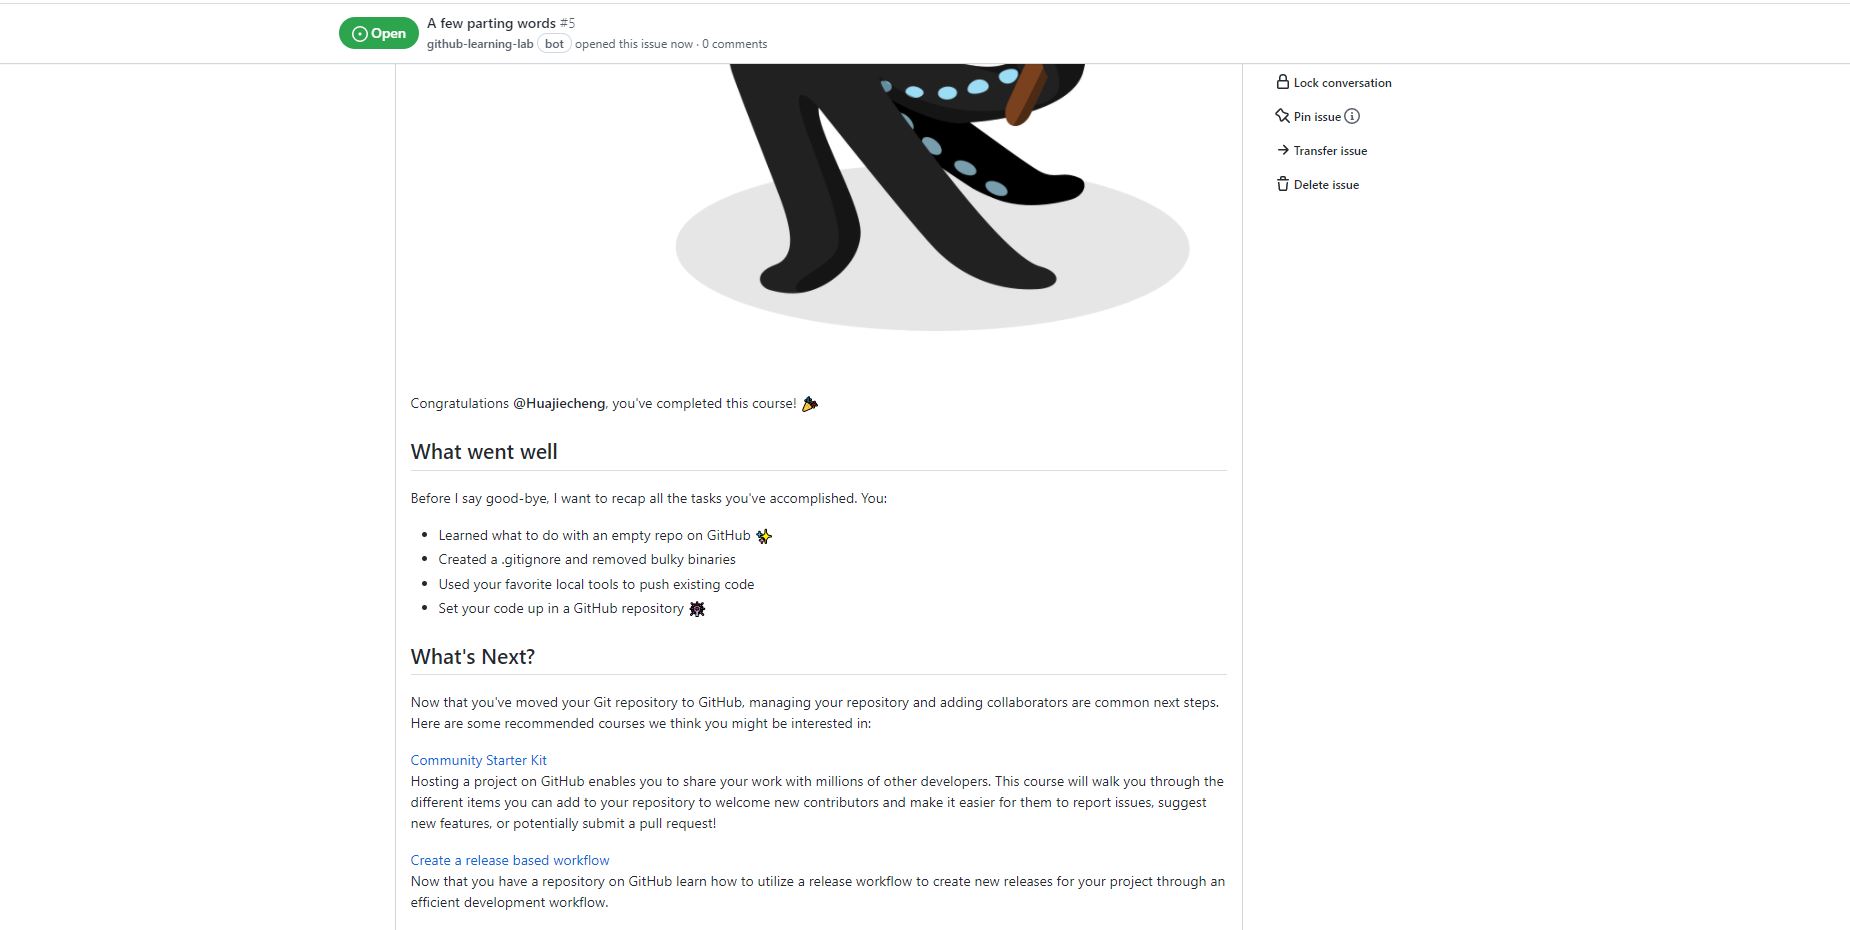 Open
A few parting words #5
github-learning-lab bot opened this issue now · 0 comments
Lock conversation
Pin issue
Transfer issue
Delete issue
Congratulations @Huajiecheng, you've completed this course!
What went well
Before I say good-bye, I want to recap all the tasks you've accomplished. You:
• Learned what to do with an empty repo on GitHub
• Created a .gitignore and removed bulky binaries
• Used your favorite local tools to push existing code
• Set your code up in a GitHub repository
What's Next?
Now that you've moved your Git repository to GitHub, managing your repository and adding collaborators are common next steps.
Here are some recommended courses we think you might be interested in:
Community Starter Kit
Hosting a project on GitHub enables you to share your work with millions of other developers. This course will walk you through the
different items you can add to your repository to welcome new contributors and make it easier for them to report issues, suggest
new features, or potentially submit a pull request!
Create a release based workflow
Now that you have a repository on GitHub learn how to utilize a release workflow to create new releases for your project through an
efficient development workflow.